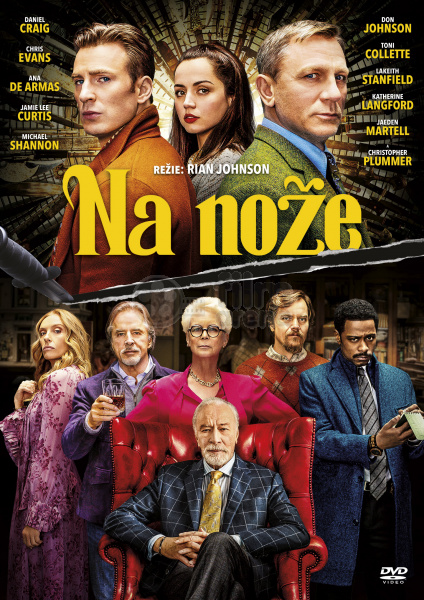 DANIEL
CRAIG
CHRIS
EVANS
ANA
DE ARMAS
JAMIE LEE
CURTIS
MICHAEL
SHANNON
DON
JOHNSON
TONI
COLLETTE
LAKEITH
STANFIELD
KATHERINE
LANGFORD
JAEDEN
MARTELL
CHRISTOPHER
PLUMMER
REŽIE: RIAN JOHNSON
Na nože
DVD
VIDEO